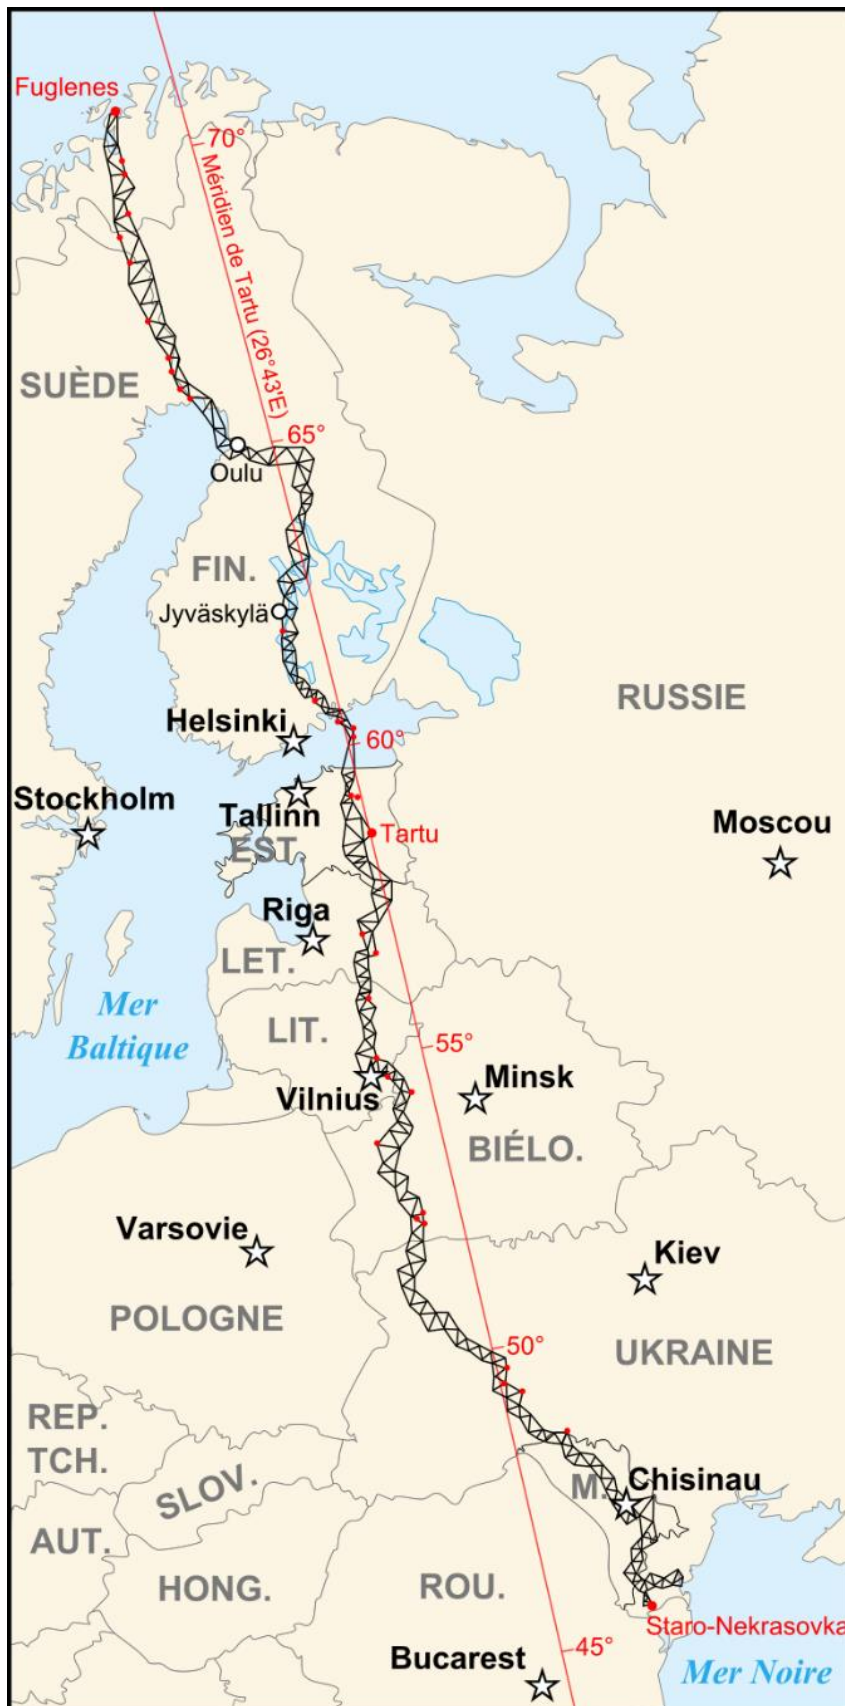 Fuglenes
70°
Méridien de Tartu (26°43'E)
SUÈDE
65°
Oulu
FIN.
Jyväskylä
RUSSIE
Helsinki
60°
Stockholm
Tallinn
EST.
Tartu
Moscou
Riga
LET.
Mer
Baltique
LIT.
55°
Vilnius
Minsk
BIÉLO.
Varsovie
Kiev
POLOGNE
50°
UKRAINE
REP.
TCH.
SLOV.
M.
Chisinau
AUT.
HONG.
ROU.
Staro-Nekrasovka
45°
Bucarest
Mer Noire